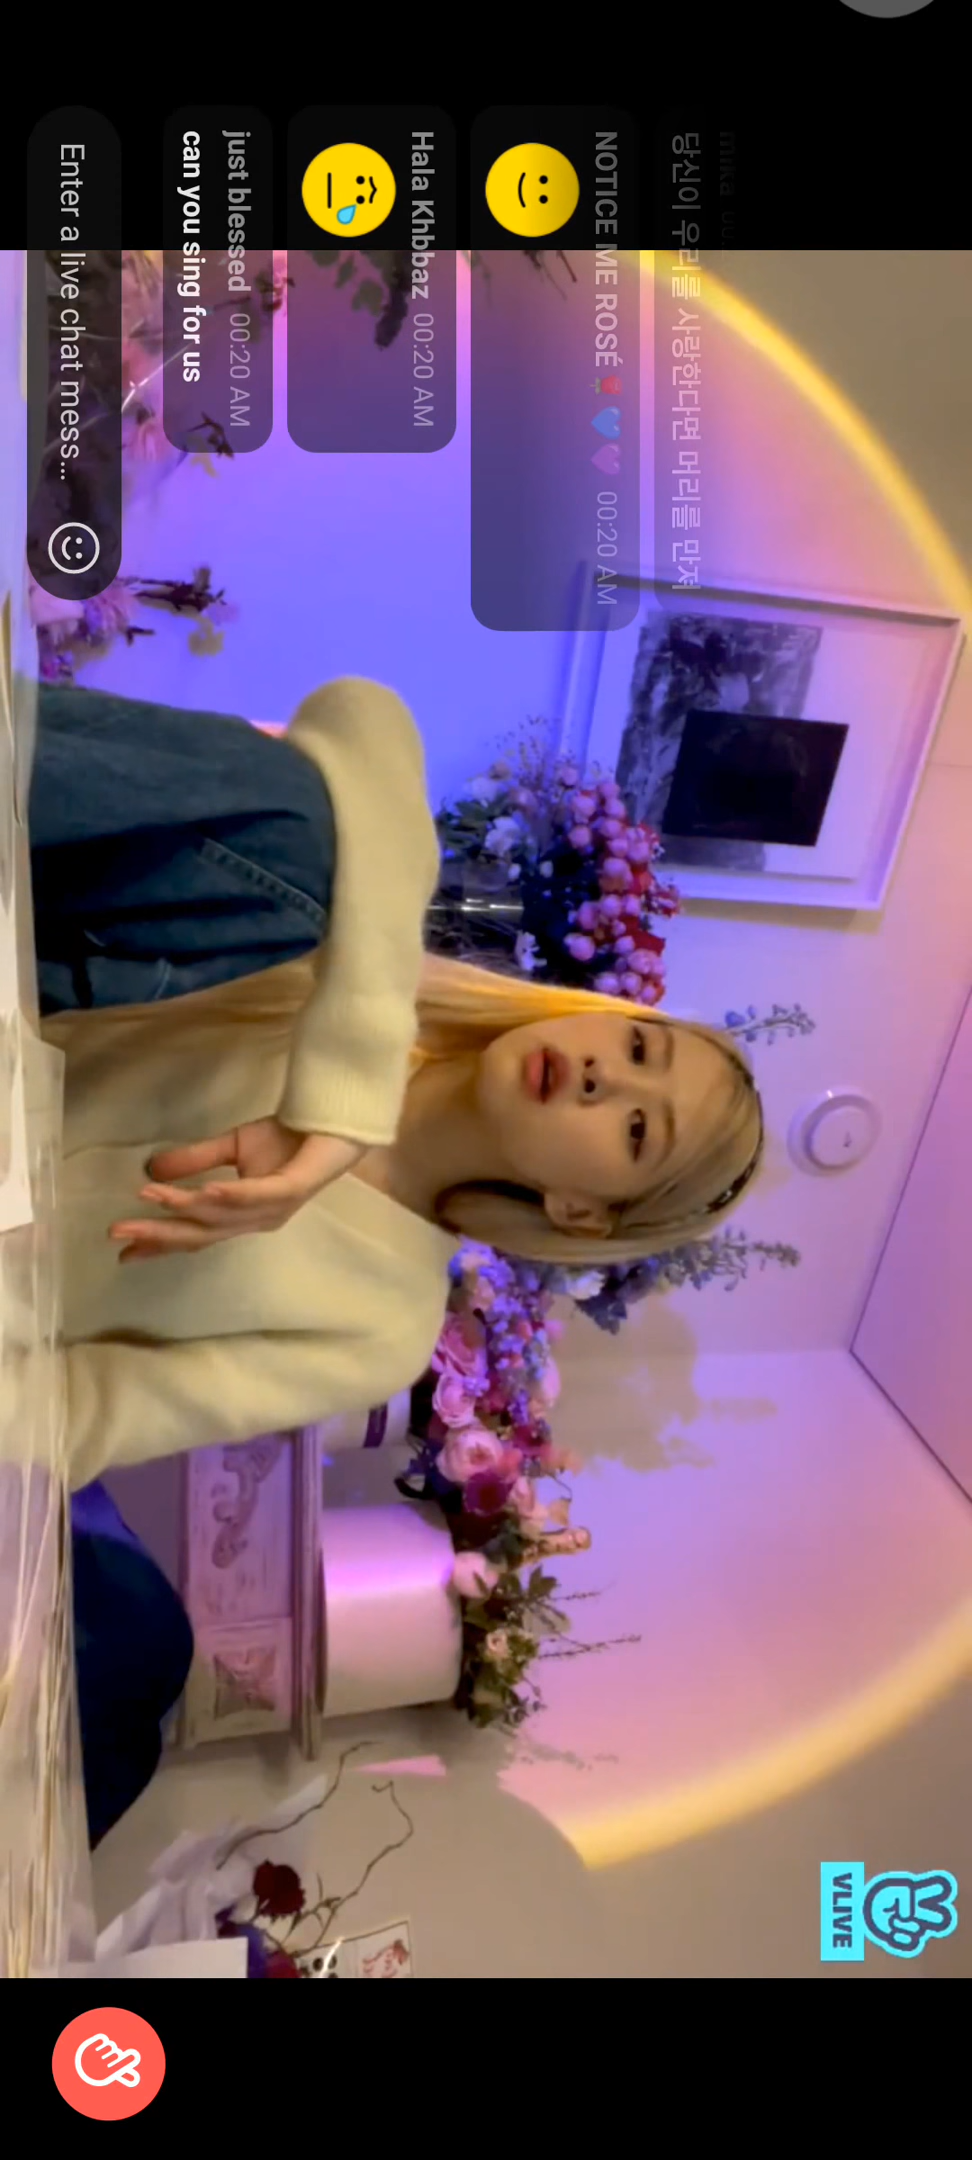 당신이 우리를 사랑한다면 머리를 만져
NOTICE ME ROSÉ🌹💙💜 00:20 AM
Hala Khbbaz 00:20 AM
just blessed 00:20 AM
can you sing for us
Enter a live chat mess...
VLIVE